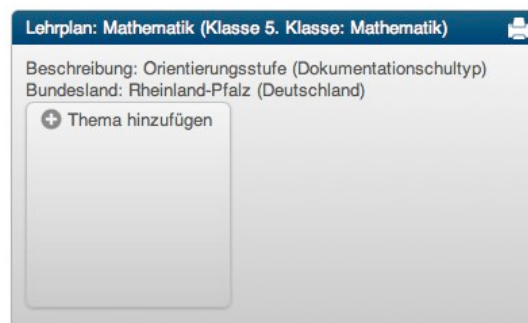 Lehrplan: Mathematik (Klasse 5. Klasse: Mathematik)
Beschreibung: Orientierungsstufe (Dokumentationschultyp)
Bundesland: Rheinland-Pfalz (Deutschland)
Thema hinzufügen